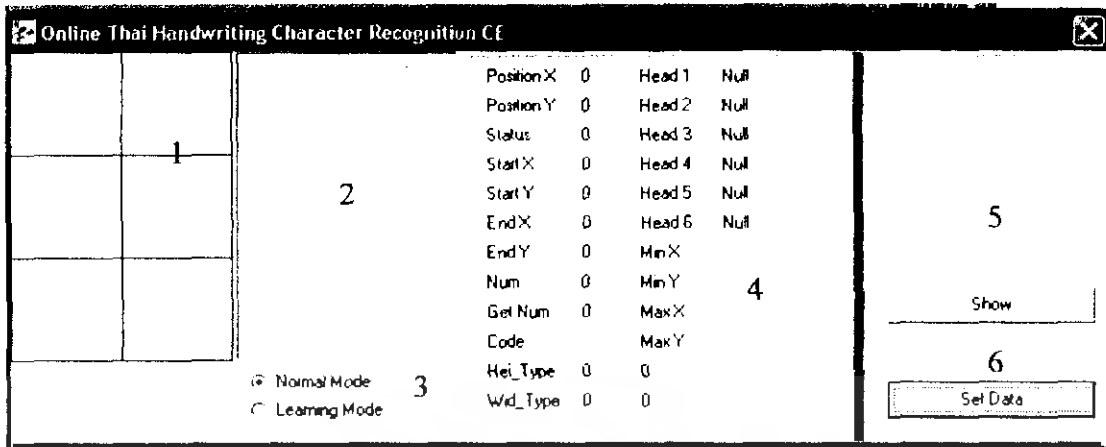 Online Thai Handwriting Character Recognition CE
1
2
Position X 0 Head 1 Null
Position Y 0 Head 2 Null
Status 0 Head 3 Null
Start X 0 Head 4 Null
Start Y 0 Head 5 Null
End X 0 Head 6 Null
End Y 0 Min X
Num 0 Min Y
Get Num 0 Max X
Code Max Y
Hei_Type 0 0
Wid_Type 0 0
4
Normal Mode
Learning Mode
3
5
Show
6
Set Data